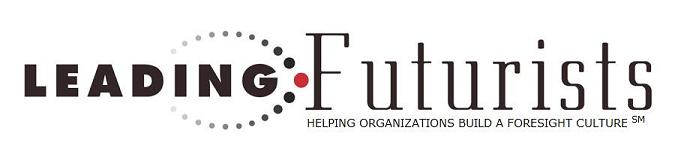 LEADING Futurists
HELPING ORGANIZATIONS BUILD A FORESIGHT CULTURE SM